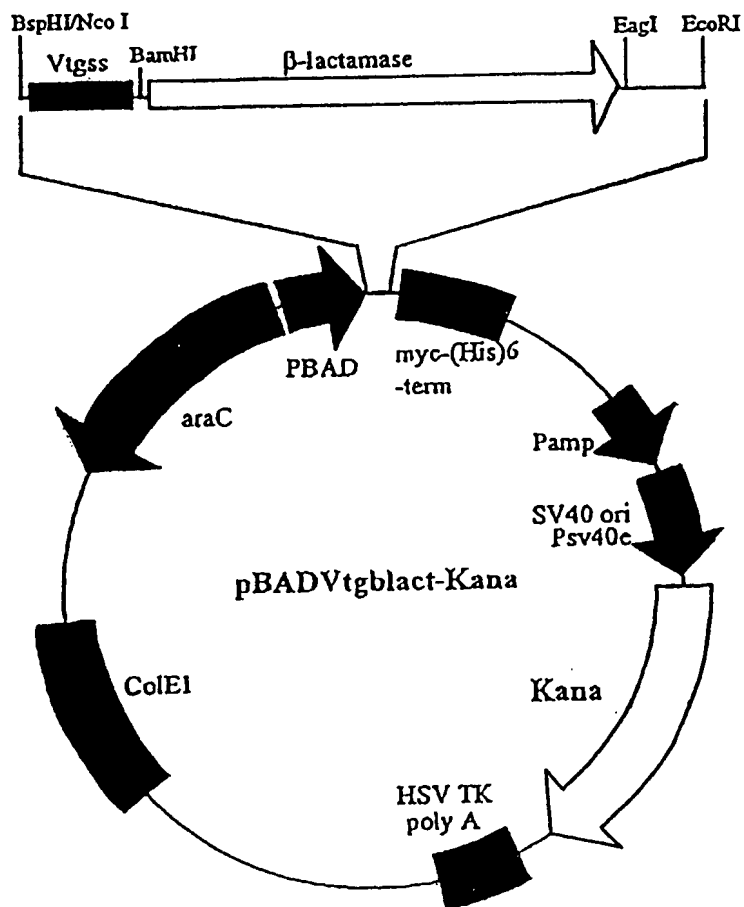 BspHI/Nco I
Vtgss
BamHI
β-lactamase
EagI
EcoRI
PBAD
myc-(His)6
-term
araC
Pamp
SV40 ori
Psv40e
pBADVtgblact-Kana
ColE1
Kana
HSV TK
poly A